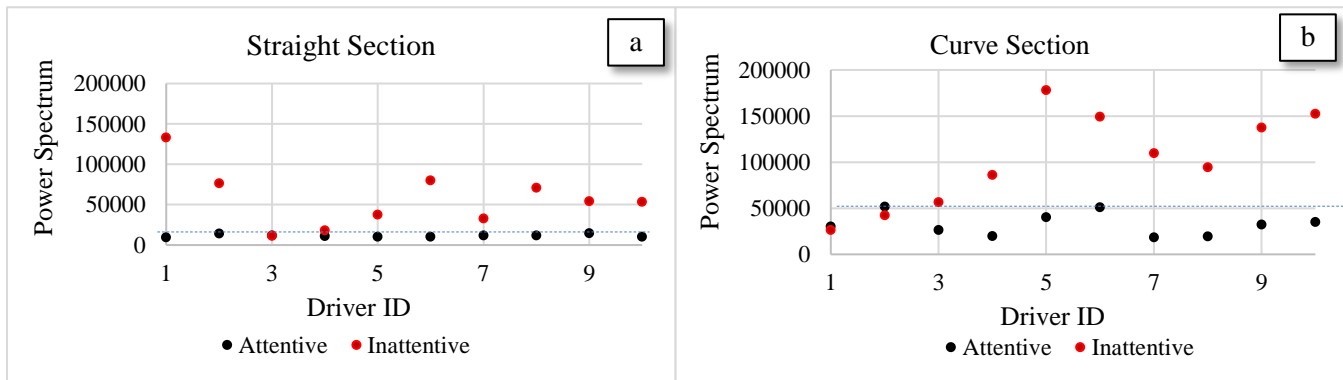 a
Straight Section
Power Spectrum
200000
150000
100000
50000
0
1 3 5 7 9
Driver ID
Attentive Inattentive
b
Curve Section
Power Spectrum
200000
150000
100000
50000
0
1 3 5 7 9
Driver ID
Attentive Inattentive